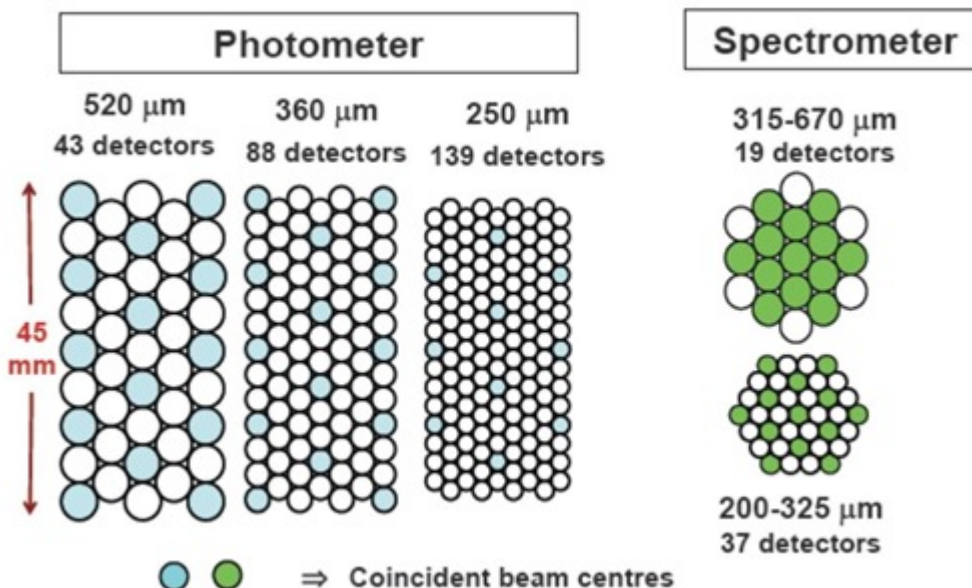 Photometer
Spectrometer
520 μm
43 detectors
360 μm
88 detectors
250 μm
139 detectors
315-670 μm
19 detectors
45
mm
200-325 μm
37 detectors
⇒ Coincident beam centres